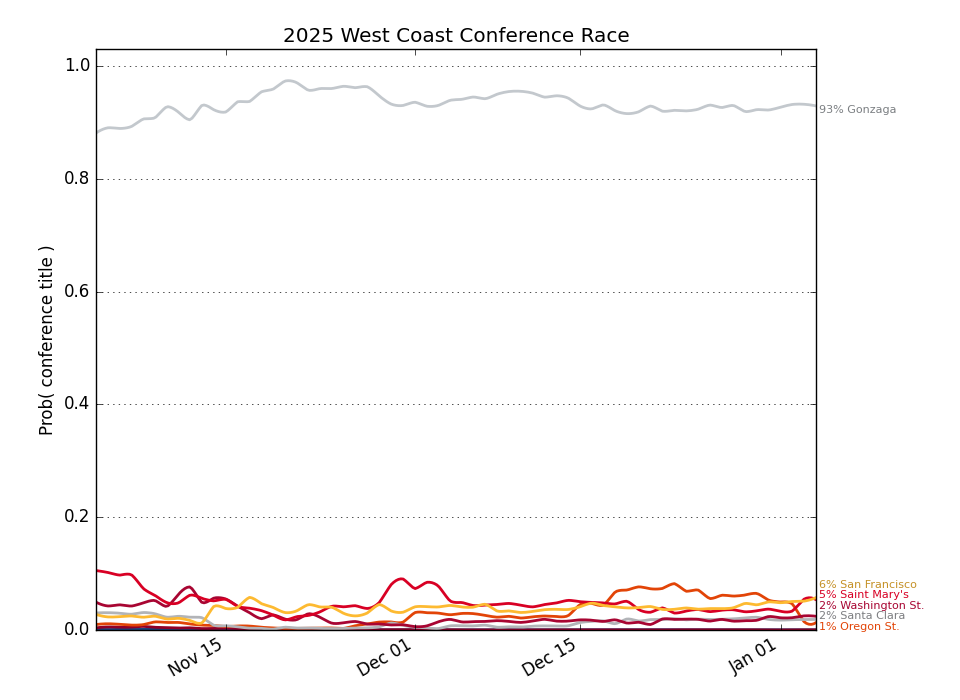 2025 West Coast Conference Race
Prob( conference title )
1.0
0.8
0.6
0.4
0.2
0.0
Nov 15
Dec 01
Dec 15
Jan 01
93% Gonzaga
6% San Francisco
5% Saint Mary's
2% Washington St.
2% Santa Clara
1% Oregon St.